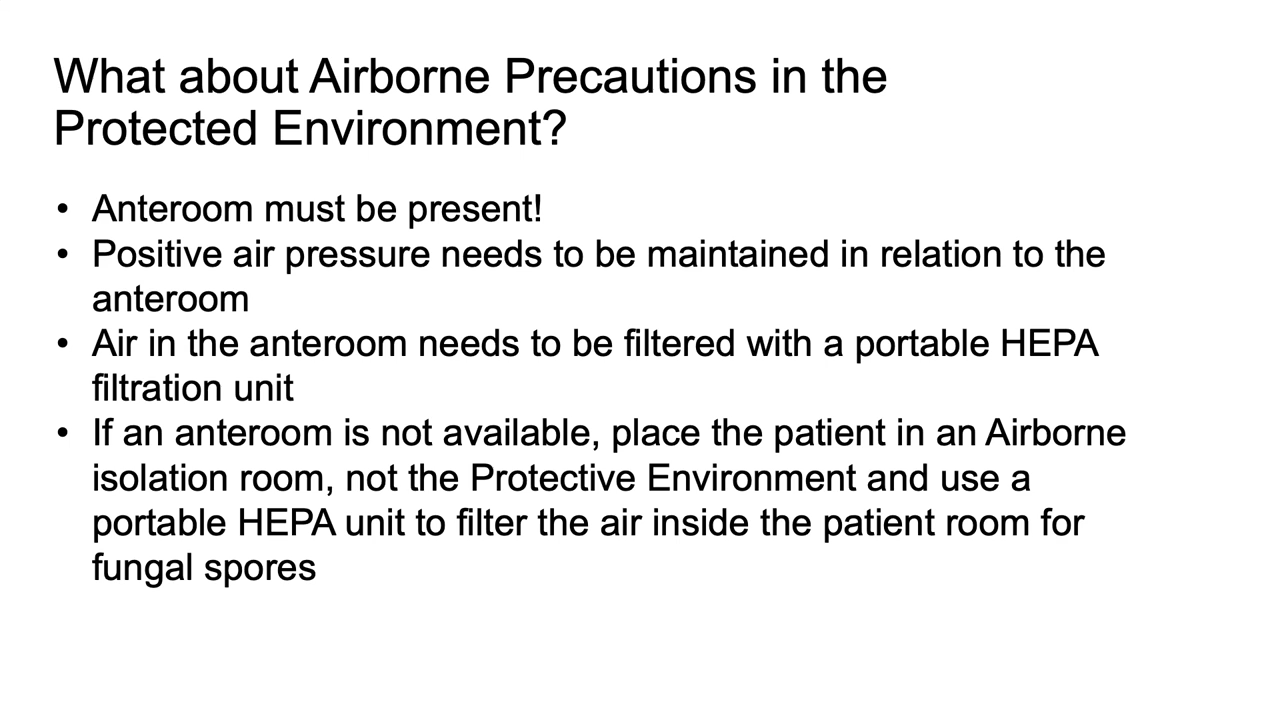 What about Airborne Precautions in the
Protected Environment?
• Anteroom must be present!
• Positive air pressure needs to be maintained in relation to the
anteroom
• Air in the anteroom needs to be filtered with a portable HEPA
filtration unit
• If an anteroom is not available, place the patient in an Airborne
isolation room, not the Protective Environment and use a
portable HEPA unit to filter the air inside the patient room for
fungal spores